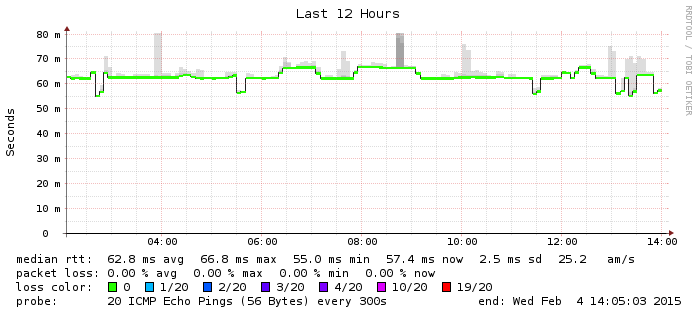 Last 12 Hours
RRDTOOL / TOBI OETIKER
Seconds
80 m
70 m
60 m
50 m
40 m
30 m
20 m
10 m
0
04:00 06:00 08:00 10:00 12:00 14:00
median rtt: 62.8 ms avg 66.8 ms max 55.0 ms min 57.4 ms now 2.5 ms sd 25.2 am/s
packet loss: 0.00 % avg 0.00 % max 0.00 % min 0.00 % now
loss color: 0 1/20 2/20 3/20 4/20 10/20 19/20
probe: 20 ICMP Echo Pings (56 Bytes) every 300s end: Wed Feb 4 14:05:03 2015